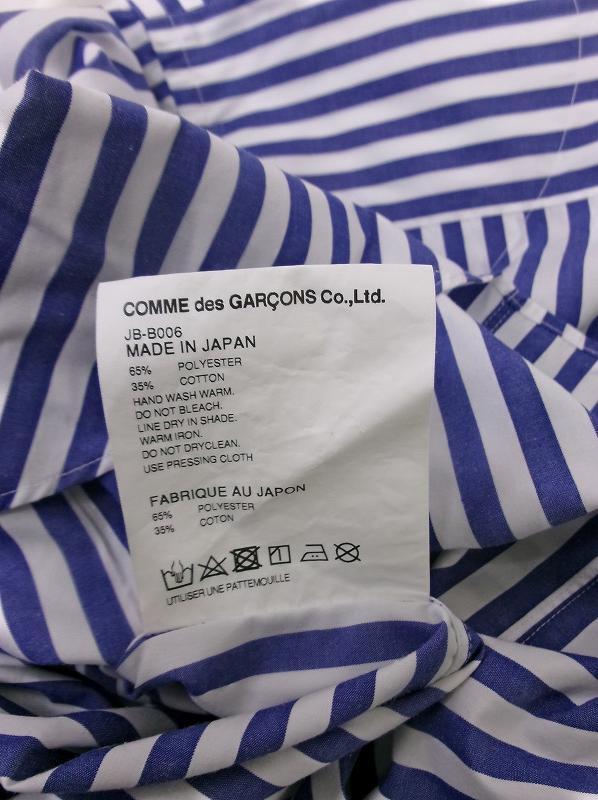 COMME des GARÇONS Co.,Ltd.
JB-B006
MADE IN JAPAN
65% POLYESTER
35% COTTON
HAND WASH WARM.
DO NOT BLEACH.
LINE DRY IN SHADE.
WARM IRON.
DO NOT DRYCLEAN.
USE PRESSING CLOTH
FABRIQUE AU JAPON
65% POLYESTER
35% COTON
UTILISER UNE PATTEMOUILLE